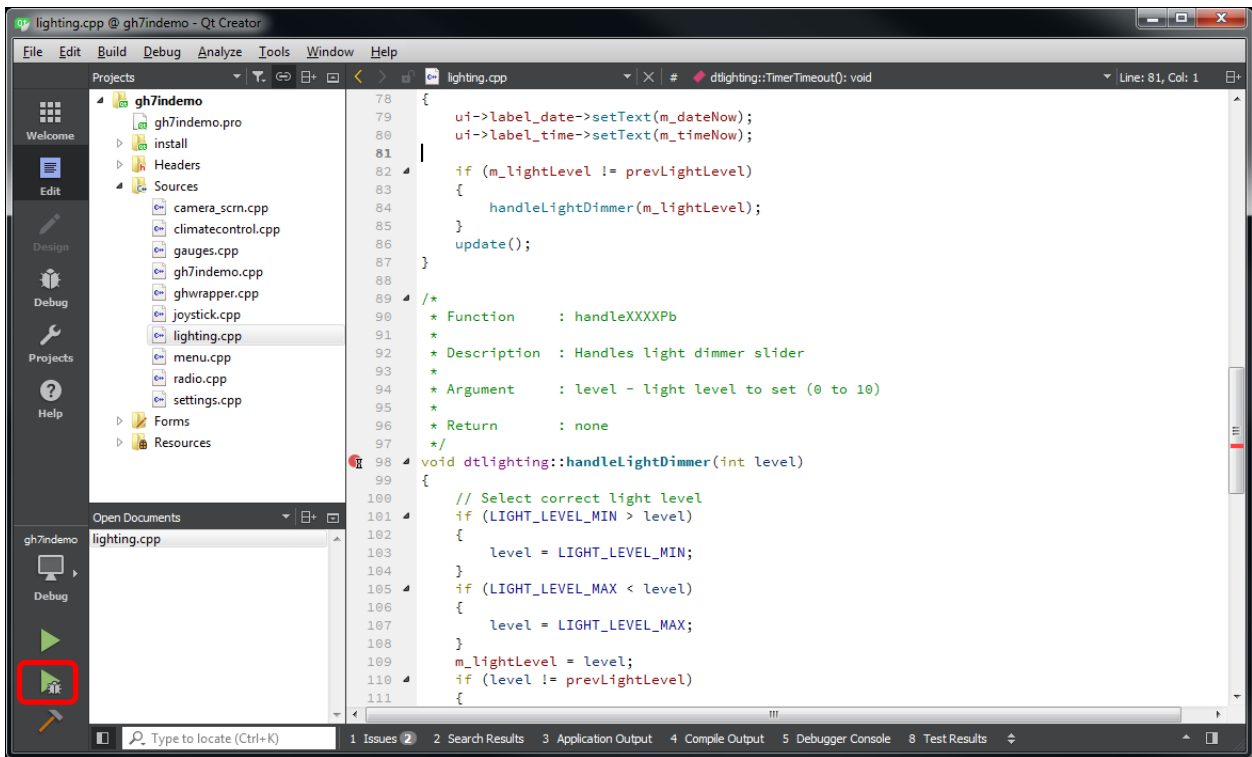 lighting.cpp @ gh7indemo - Qt Creator
File Edit Build Debug Analyze Tools Window Help
Projects
lighting.cpp
# dtlighting::TimerTimeout(): void
Line: 81, Col: 1
Welcome
Edit
Design
Debug
Projects
Help
gh7indemo
gh7indemo.pro
install
Headers
Sources
camera_scrn.cpp
climatecontrol.cpp
gauges.cpp
gh7indemo.cpp
ghwrapper.cpp
joystick.cpp
lighting.cpp
menu.cpp
radio.cpp
settings.cpp
Forms
Resources
Open Documents
lighting.cpp
gh7indemo
Debug
78 {
79 ui->label_date->setText(m_dateNow);
80 ui->label_time->setText(m_timeNow);
81
82 if (m_lightLevel != prevLightLevel)
83 {
84 handleLightDimmer(m_lightLevel);
85 }
86 update();
87 }
88
89 /*
90 * Function : handleXXXXPb
91 *
92 * Description : Handles light dimmer slider
93 *
94 * Argument : level - light level to set (0 to 10)
95 *
96 * Return : none
97 */
98 void dtlighting::handleLightDimmer(int level)
99 {
100 // Select correct light level
101 if (LIGHT_LEVEL_MIN > level)
102 {
103 level = LIGHT_LEVEL_MIN;
104 }
105 if (LIGHT_LEVEL_MAX < level)
106 {
107 level = LIGHT_LEVEL_MAX;
108 }
109 m_lightLevel = level;
110 if (level != prevLightLevel)
111 {
Type to locate (Ctrl+K)
1 Issues 2 2 Search Results 3 Application Output 4 Compile Output 5 Debugger Console 8 Test Results